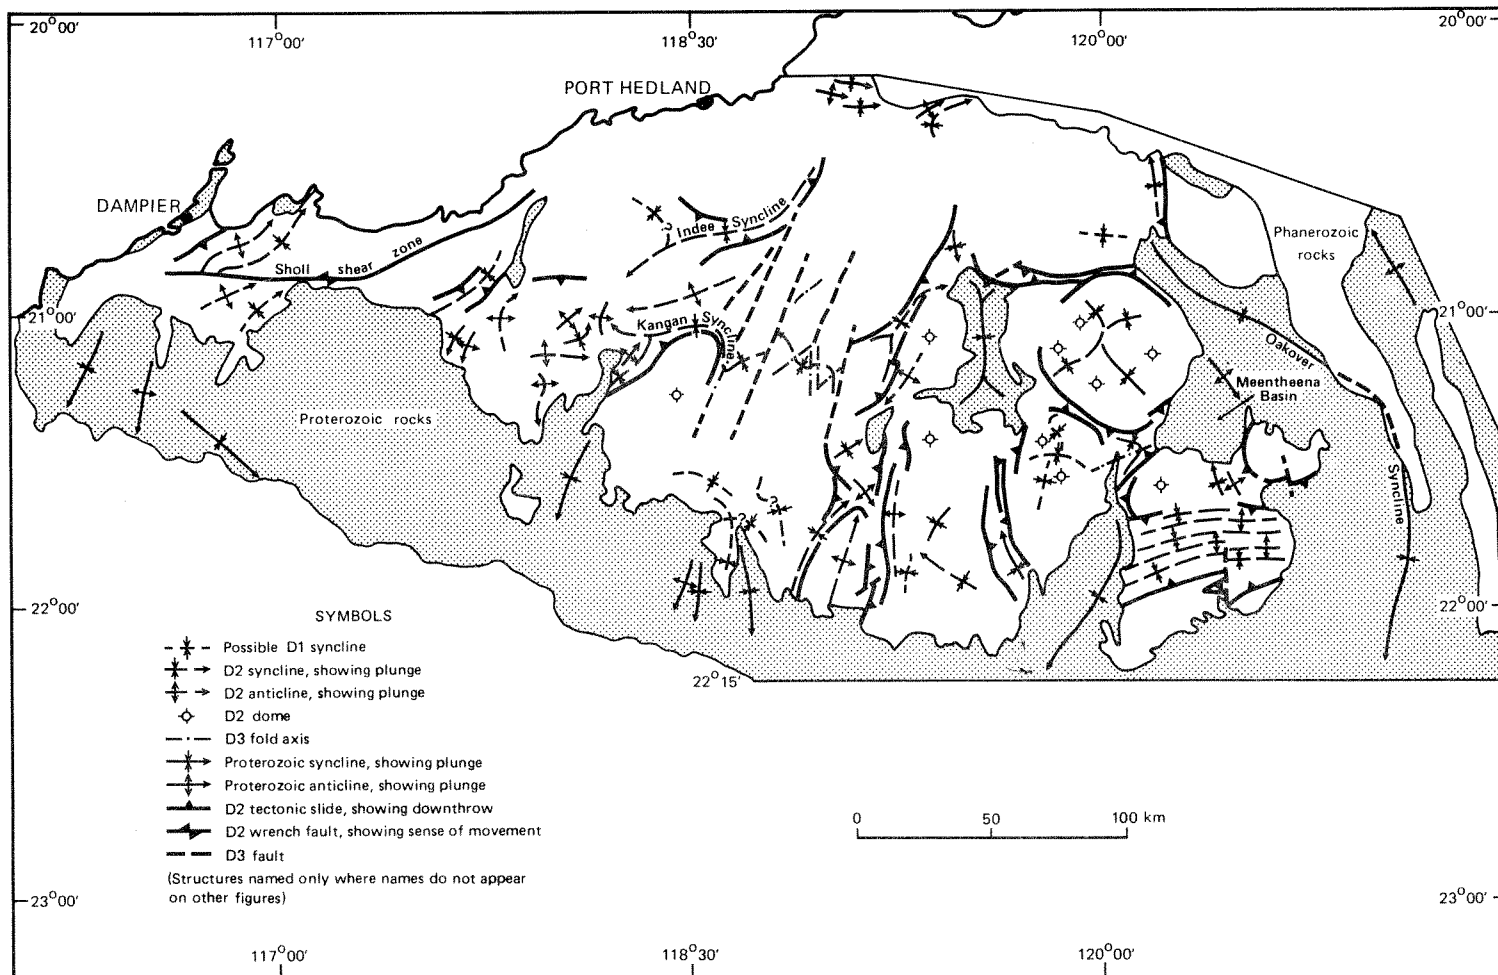 20°00'
117°00'
118°30'
120°00'
20°00'
PORT HEDLAND
DAMPIER
Indee Syncline
?
Phanerozoic
rocks
Sholl shear zone
21°00'
21°00'
Kangan Syncline
Oakover
Syncline
Meentheena
Basin
Proterozoic rocks
?
?
?
22°00'
22°00'
22°15'
SYMBOLS
Possible D1 syncline
D2 syncline, showing plunge
D2 anticline, showing plunge
D2 dome
D3 fold axis
Proterozoic syncline, showing plunge
Proterozoic anticline, showing plunge
D2 tectonic slide, showing downthrow
D2 wrench fault, showing sense of movement
D3 fault
(Structures named only where names do not appear
on other figures)
0 50 100 km
23°00'
23°00'
117°00'
118°30'
120°00'